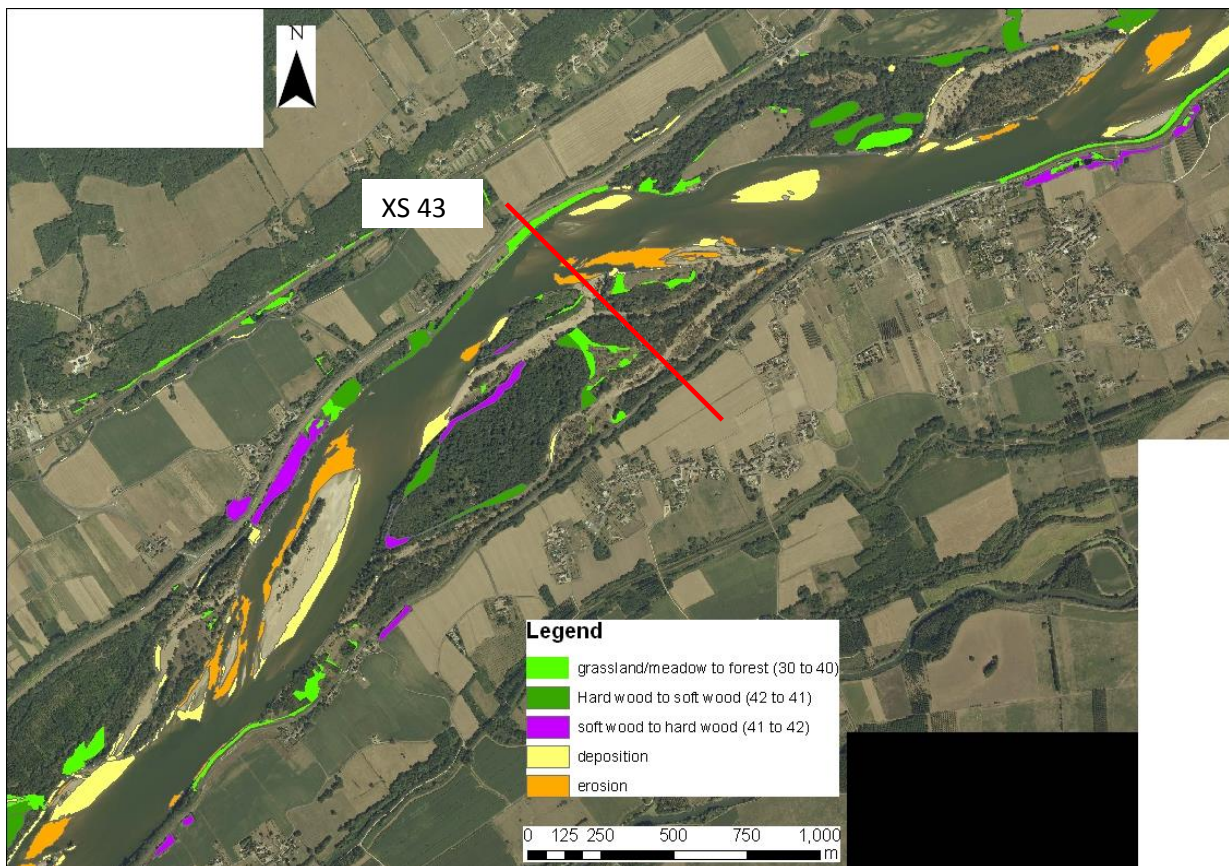 N
XS 43
Legend
grassland/meadow to forest (30 to 40)
Hard wood to soft wood (42 to 41)
soft wood to hard wood (41 to 42)
deposition
erosion
0 125 250 500 750 1,000
m